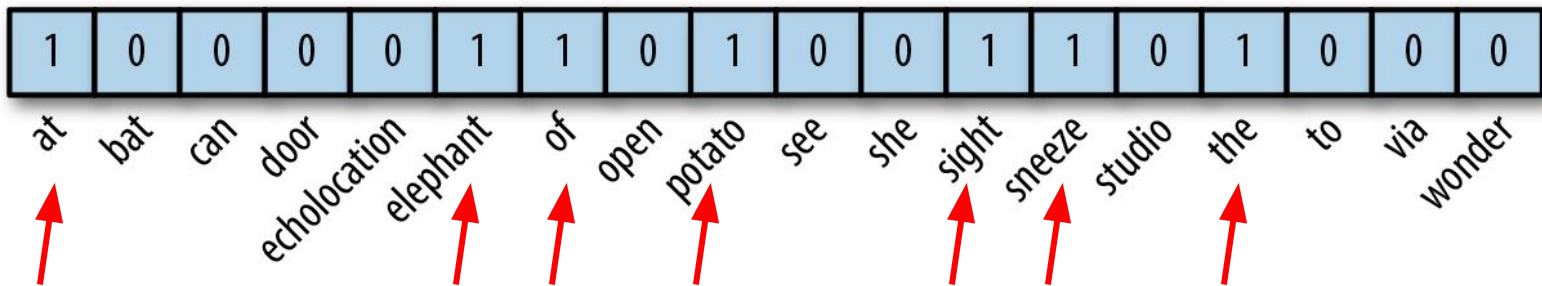 1 0 0 0 0 1 1 0 1 0 0 1 1 0 1 0 0 0
at bat can door echolocation elephant of open potato see she sight sneeze studio the to via wonder